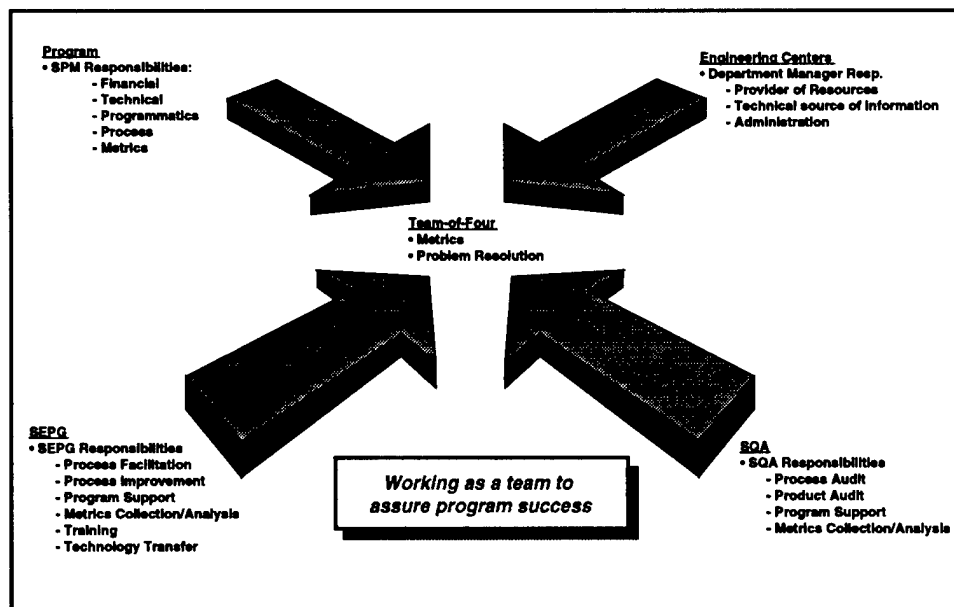 Program
• SPM Responsibilities:
- Financial
- Technical
- Programmatics
- Process
- Metrics
Engineering Centers
• Department Manager Resp.
- Provider of Resources
- Technical source of information
- Administration
Team-of-Four
• Metrics
• Problem Resolution
SEPG
• SEPG Responsibilities
- Process Facilitation
- Process Improvement
- Program Support
- Metrics Collection/Analysis
- Training
- Technology Transfer
Working as a team to
assure program success
SQA
• SQA Responsibilities
- Process Audit
- Product Audit
- Program Support
- Metrics Collection/Analysis